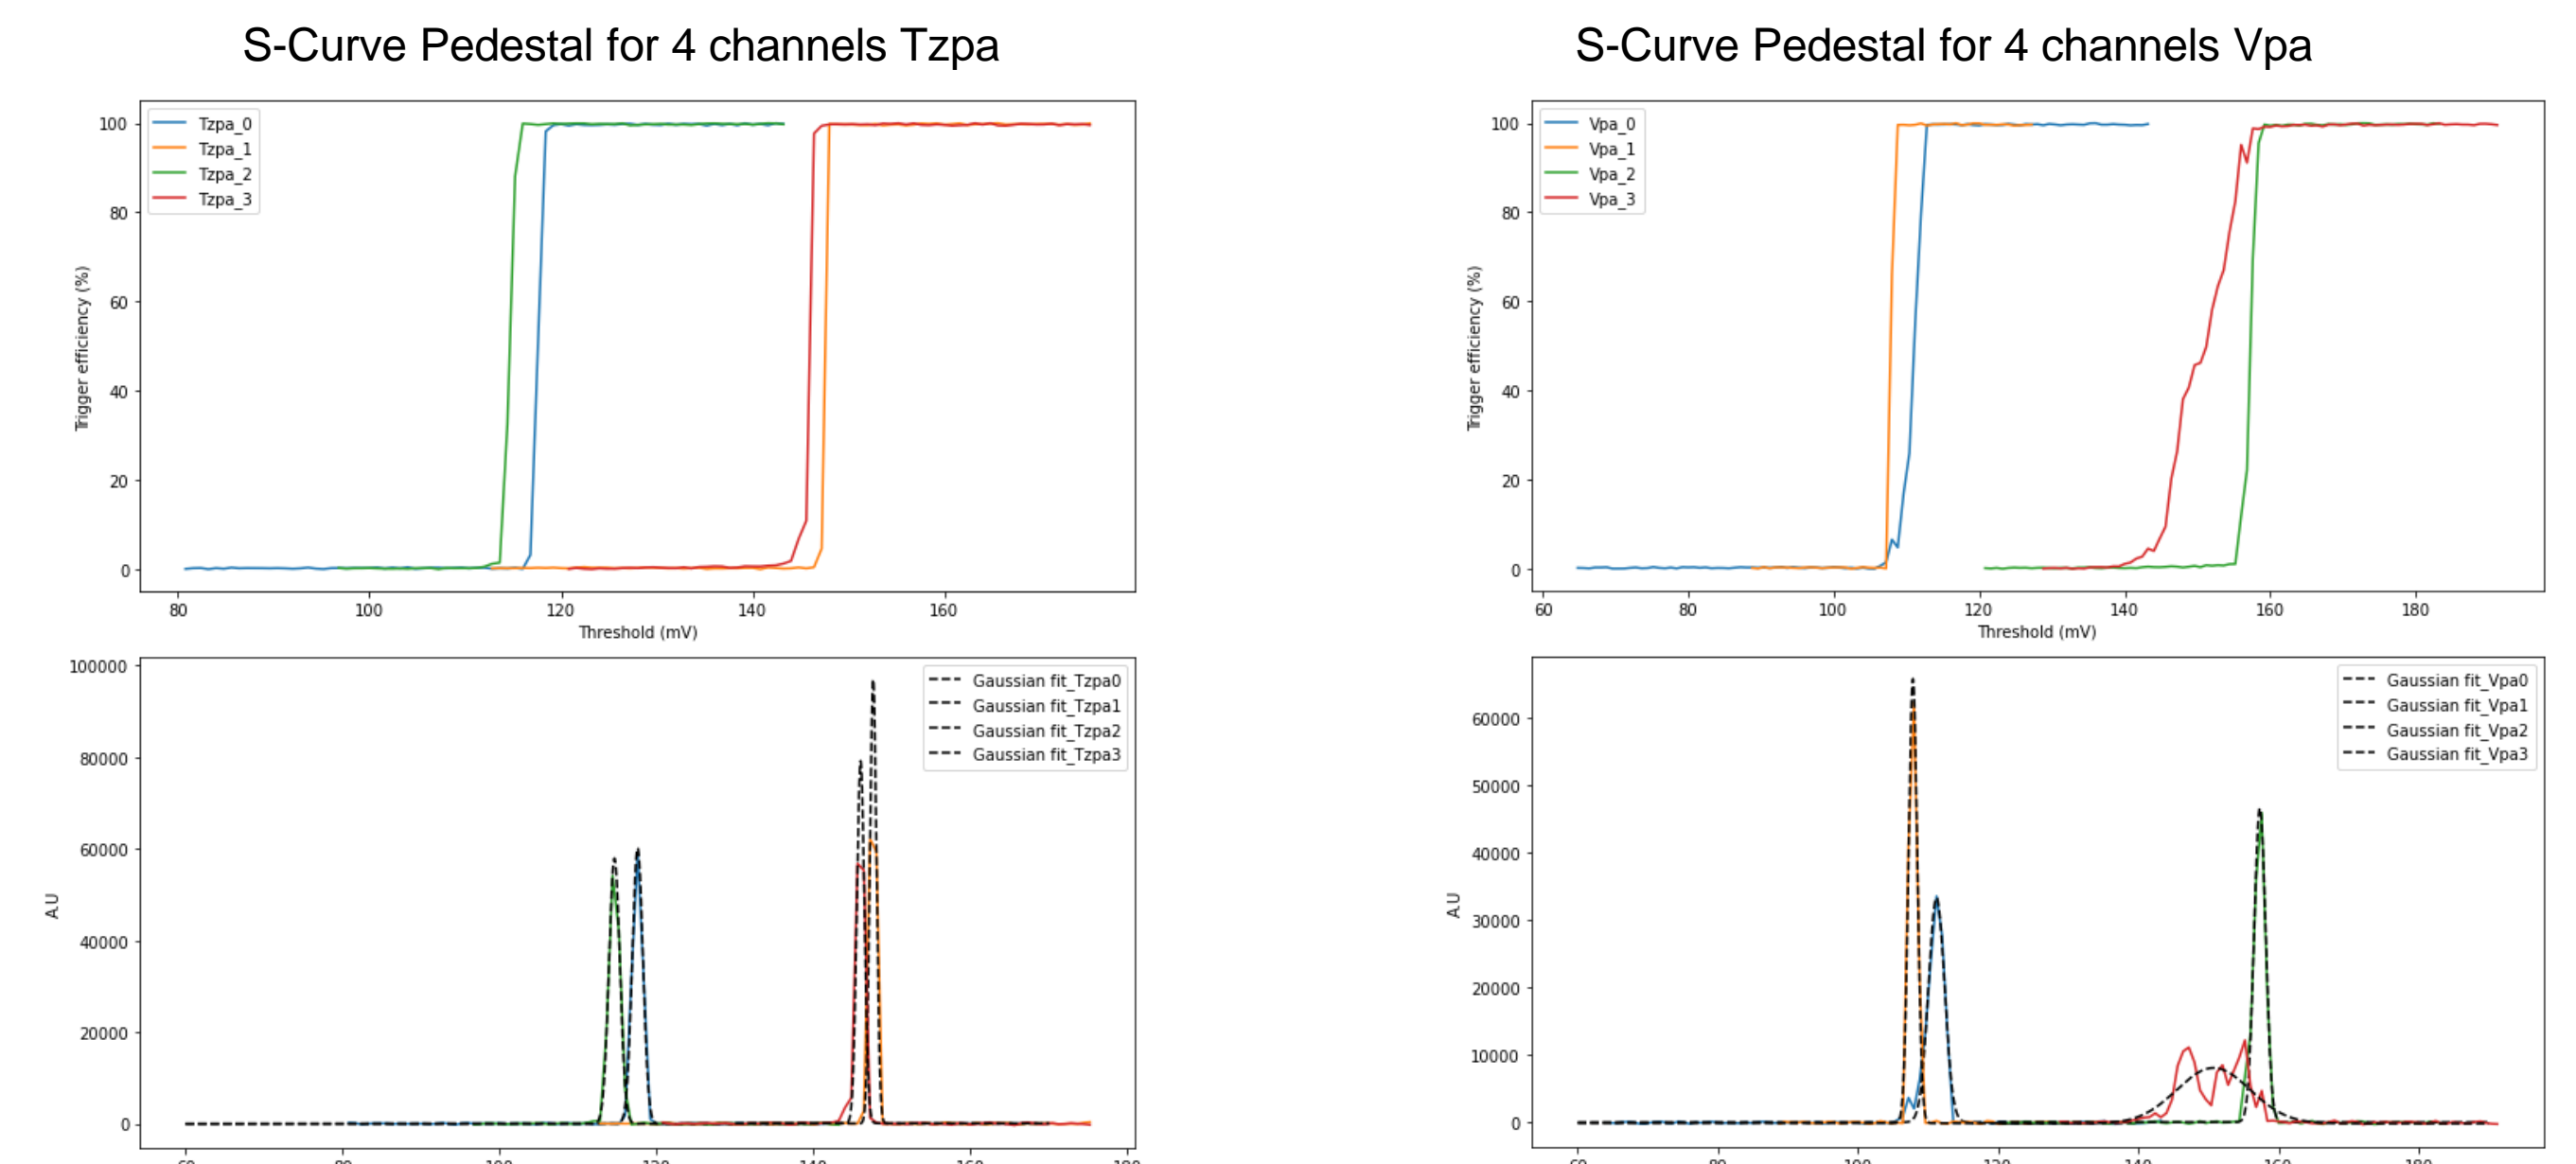 S-Curve Pedestal for 4 channels Tzpa
100
80
60
40
20
0
Trigger efficiency (%)
Tzpa_0
Tzpa_1
Tzpa_2
Tzpa_3
80 100 120 140 160
Threshold (mV)
100000
80000
60000
40000
20000
0
A.U
Gaussian fit_Tzpa0
Gaussian fit_Tzpa1
Gaussian fit_Tzpa2
Gaussian fit_Tzpa3
S-Curve Pedestal for 4 channels Vpa
100
80
60
40
20
0
Trigger efficiency (%)
Vpa_0
Vpa_1
Vpa_2
Vpa_3
60 80 100 120 140 160 180
Threshold (mV)
60000
50000
40000
30000
20000
10000
0
A.U
Gaussian fit_Vpa0
Gaussian fit_Vpa1
Gaussian fit_Vpa2
Gaussian fit_Vpa3